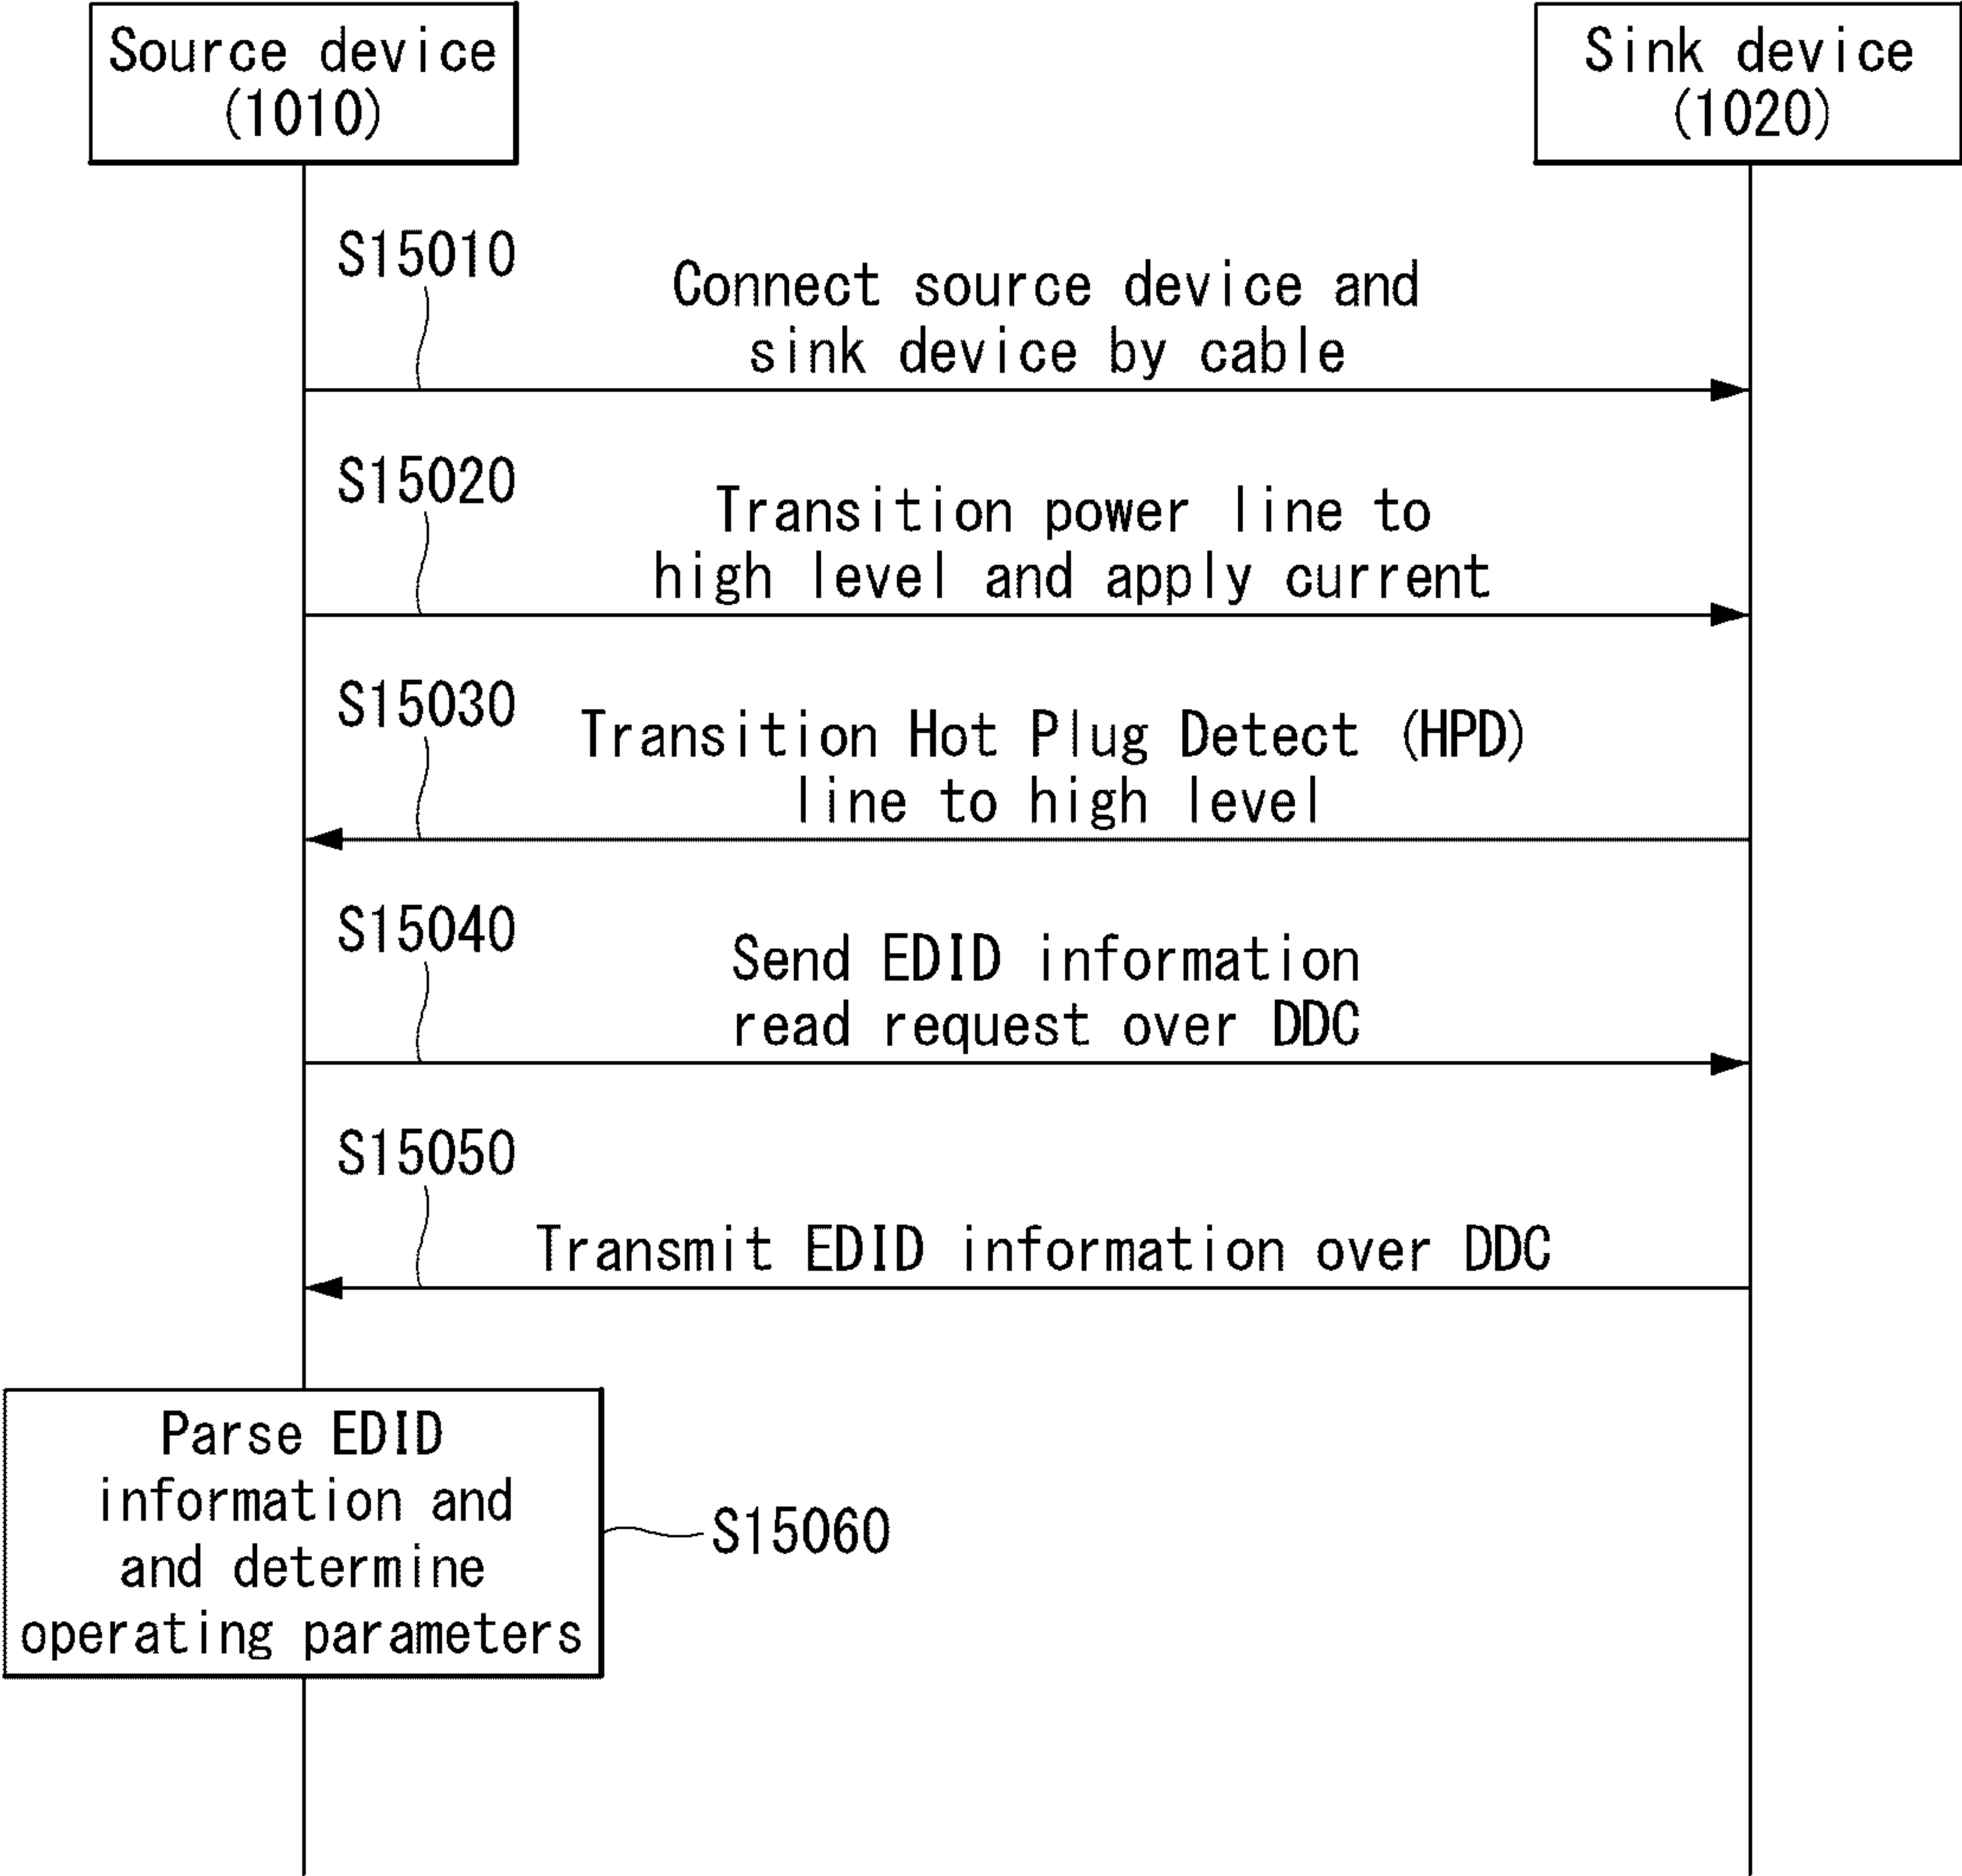 Source device
(1010)
Sink device
(1020)
S15010
Connect source device and
sink device by cable
S15020
Transition power line to
high level and apply current
S15030
Transition Hot Plug Detect (HPD)
line to high level
S15040
Send EDID information
read request over DDC
S15050
Transmit EDID information over DDC
Parse EDID
information and
and determine
operating parameters
S15060